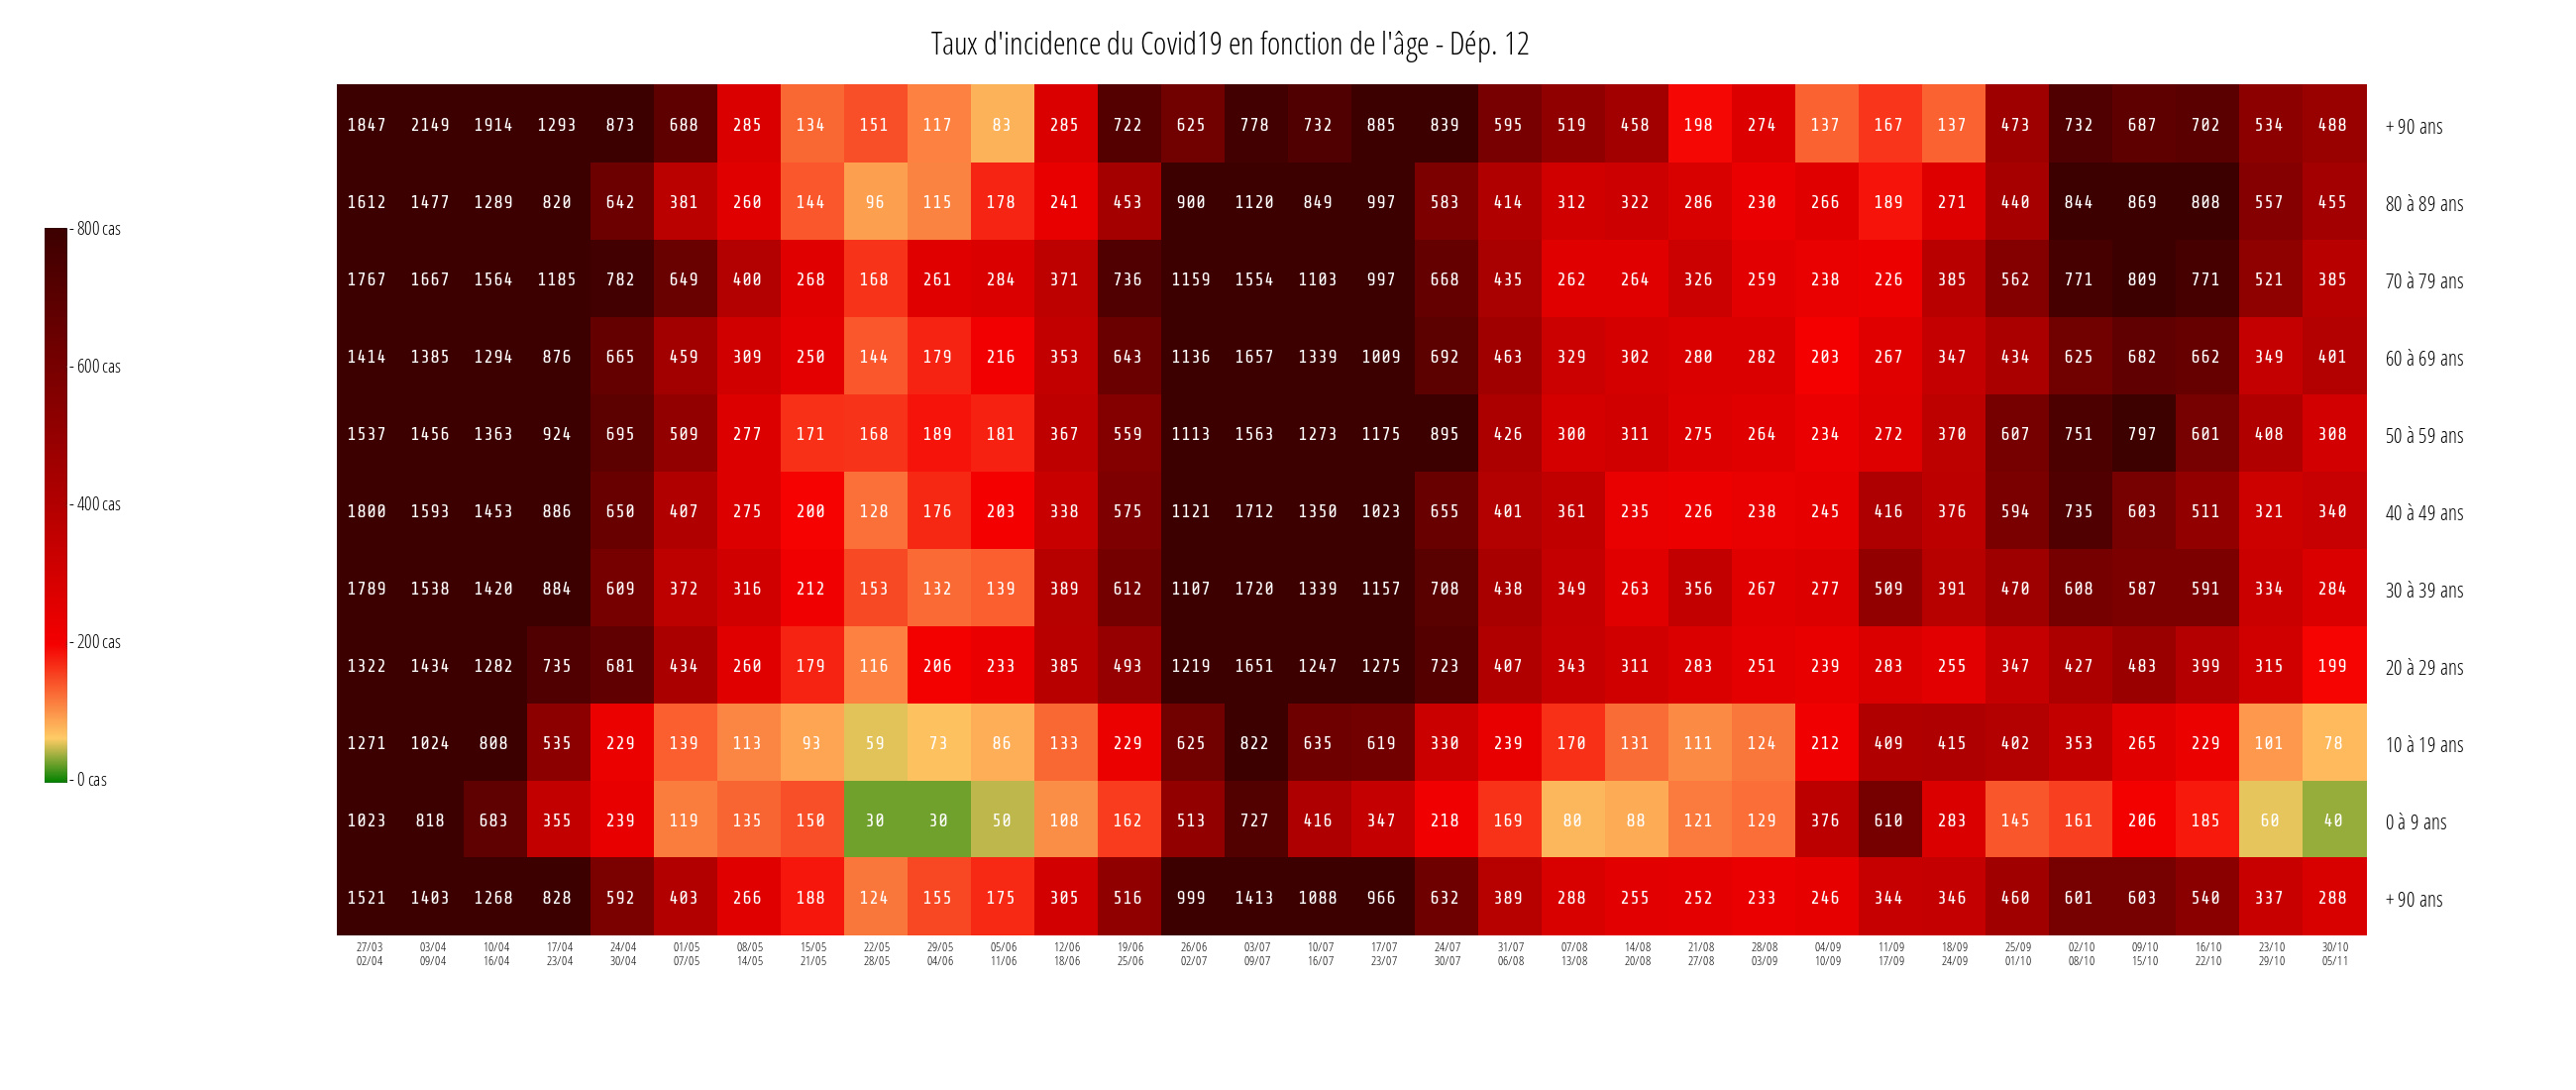 Taux d'incidence du Covid19 en fonction de l'âge - Dép. 12
- 800 cas
- 600 cas
- 400 cas
- 200 cas
- 0 cas
1847 2149 1914 1293 873 688 285 134 151 117 83 285 722 625 778 732 885 839 595 519 458 198 274 137 167 137 473 732 687 702 534 488 + 90 ans
1612 1477 1289 820 642 381 260 144 96 115 178 241 453 900 1120 849 997 583 414 312 322 286 230 266 189 271 440 844 869 808 557 455 80 à 89 ans
1767 1667 1564 1185 782 649 400 268 168 261 284 371 736 1159 1554 1103 997 668 435 262 264 326 259 238 226 385 562 771 809 771 521 385 70 à 79 ans
1414 1385 1294 876 665 459 309 250 144 179 216 353 643 1136 1657 1339 1009 692 463 329 302 280 282 203 267 347 434 625 682 662 349 401 60 à 69 ans
1537 1456 1363 924 695 509 277 171 168 189 181 367 559 1113 1563 1273 1175 895 426 300 311 275 264 234 272 370 607 751 797 601 408 308 50 à 59 ans
1800 1593 1453 886 650 407 275 200 128 176 203 338 575 1121 1712 1350 1023 655 401 361 235 226 238 245 416 376 594 735 603 511 321 340 40 à 49 ans
1789 1538 1420 884 609 372 316 212 153 132 139 389 612 1107 1720 1339 1157 708 438 349 263 356 267 277 509 391 470 608 587 591 334 284 30 à 39 ans
1322 1434 1282 735 681 434 260 179 116 206 233 385 493 1219 1651 1247 1275 723 407 343 311 283 251 239 283 255 347 427 483 399 315 199 20 à 29 ans
1271 1024 808 535 229 139 113 93 59 73 86 133 229 625 822 635 619 330 239 170 131 111 124 212 409 415 402 353 265 229 101 78 10 à 19 ans
1023 818 683 355 239 119 135 150 30 30 50 108 162 513 727 416 347 218 169 80 88 121 129 376 610 283 145 161 206 185 60 40 0 à 9 ans
1521 1403 1268 828 592 403 266 188 124 155 175 305 516 999 1413 1088 966 632 389 288 255 252 233 246 344 346 460 601 603 540 337 288 + 90 ans
27/03 03/04 10/04 17/04 24/04 01/05 08/05 15/05 22/05 29/05 05/06 12/06 19/06 26/06 03/07 10/07 17/07 24/07 31/07 07/08 14/08 21/08 28/08 04/09 11/09 18/09 25/09 02/10 09/10 16/10 23/10 30/10
02/04 09/04 16/04 23/04 30/04 07/05 14/05 21/05 28/05 04/06 11/06 18/06 25/06 02/07 09/07 16/07 23/07 30/07 06/08 13/08 20/08 27/08 03/09 10/09 17/09 24/09 01/10 08/10 15/10 22/10 29/10 05/11